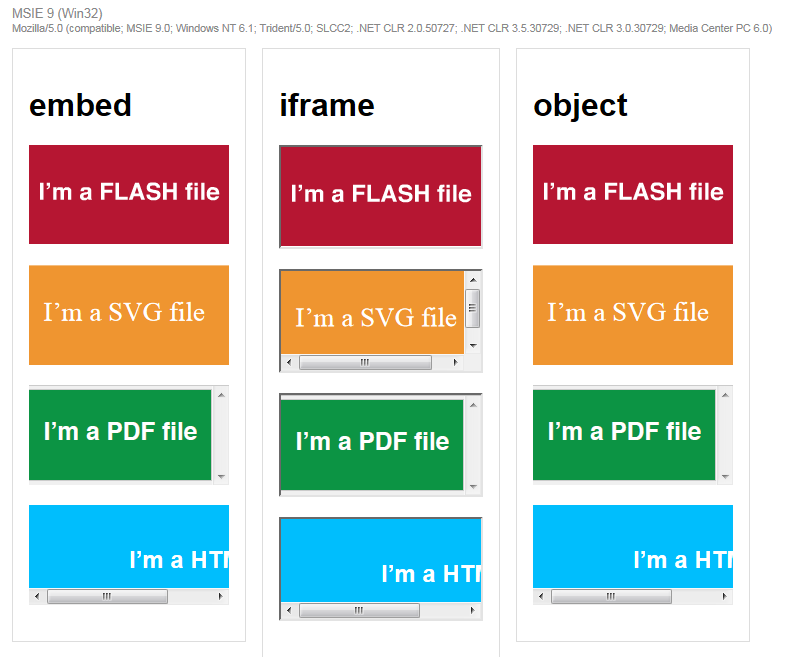 MSIE 9 (Win32)
Mozilla/5.0 (compatible; MSIE 9.0; Windows NT 6.1; Trident/5.0; SLCC2; .NET CLR 2.0.50727; .NET CLR 3.5.30729; .NET CLR 3.0.30729; Media Center PC 6.0)
embed
I’m a FLASH file
I’m a SVG file
I’m a PDF file
I’m a HTM
iframe
I’m a FLASH file
I’m a SVG file
I’m a PDF file
I’m a HTM
object
I’m a FLASH file
I’m a SVG file
I’m a PDF file
I’m a HTM